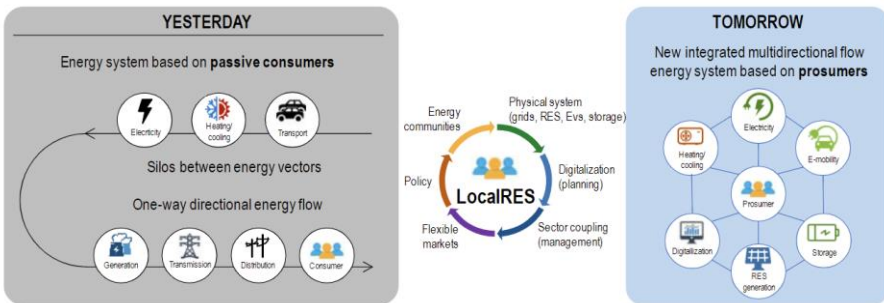 YESTERDAY
Energy system based on passive consumers
Electricity
Heating/
cooling
Transport
Silos between energy vectors
One-way directional energy flow
Generation
Transmission
Distribution
Consumer
Energy
communities
Physical system
(grids, RES, Evs, storage)
Policy
LocalRES
Digitalization
(planning)
Flexible
markets
Sector coupling
(management)
TOMORROW
New integrated multidirectional flow
energy system based on prosumers
Electricity
Heating/
cooling
E-mobility
Prosumer
Digitalization
Storage
RES
generation